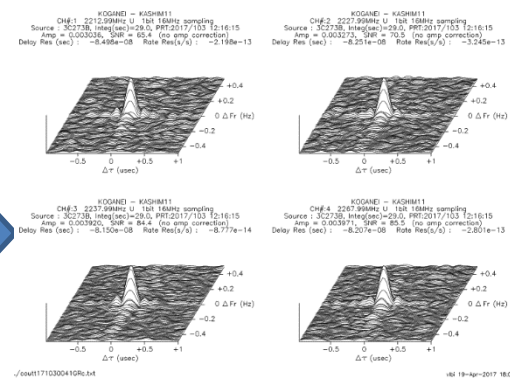 KOGANEI - KASHIM11
CH#:1 2212.99MHz U 1bit 16MHz sampling
Source : 3C273B, Integ(sec)=29.0, PRT:2017/103 12:16:15
Amp = 0.003036, SNR = 65.4 (no amp correction)
Delay Res (sec) : -8.498e-08 Rate Res(s/s) : -2.198e-13
+0.4
+0.2
0 Δ Fr (Hz)
-0.2
-0.4
-0.5 0 +0.5 +1
Δτ (usec)
KOGANEI - KASHIM11
CH#:2 2227.99MHz U 1bit 16MHz sampling
Source : 3C273B, Integ(sec)=29.0, PRT:2017/103 12:16:15
Amp = 0.003273, SNR = 70.5 (no amp correction)
Delay Res (sec) : -8.251e-08 Rate Res(s/s) : -3.245e-13
+0.4
+0.2
0 Δ Fr (Hz)
-0.2
-0.4
-0.5 0 +0.5 +1
Δτ (usec)
KOGANEI - KASHIM11
CH#:3 2237.99MHz U 1bit 16MHz sampling
Source : 3C273B, Integ(sec)=29.0, PRT:2017/103 12:16:15
Amp = 0.003920, SNR = 84.4 (no amp correction)
Delay Res (sec) : -8.150e-08 Rate Res(s/s) : -8.777e-14
+0.4
+0.2
0 Δ Fr (Hz)
-0.2
-0.4
-0.5 0 +0.5 +1
Δτ (usec)
KOGANEI - KASHIM11
CH#:4 2267.99MHz U 1bit 16MHz sampling
Source : 3C273B, Integ(sec)=29.0, PRT:2017/103 12:16:15
Amp = 0.003971, SNR = 85.5 (no amp correction)
Delay Res (sec) : -8.207e-08 Rate Res(s/s) : -2.801e-13
+0.4
+0.2
0 Δ Fr (Hz)
-0.2
-0.4
-0.5 0 +0.5 +1
Δτ (usec)
19-Apr-2017